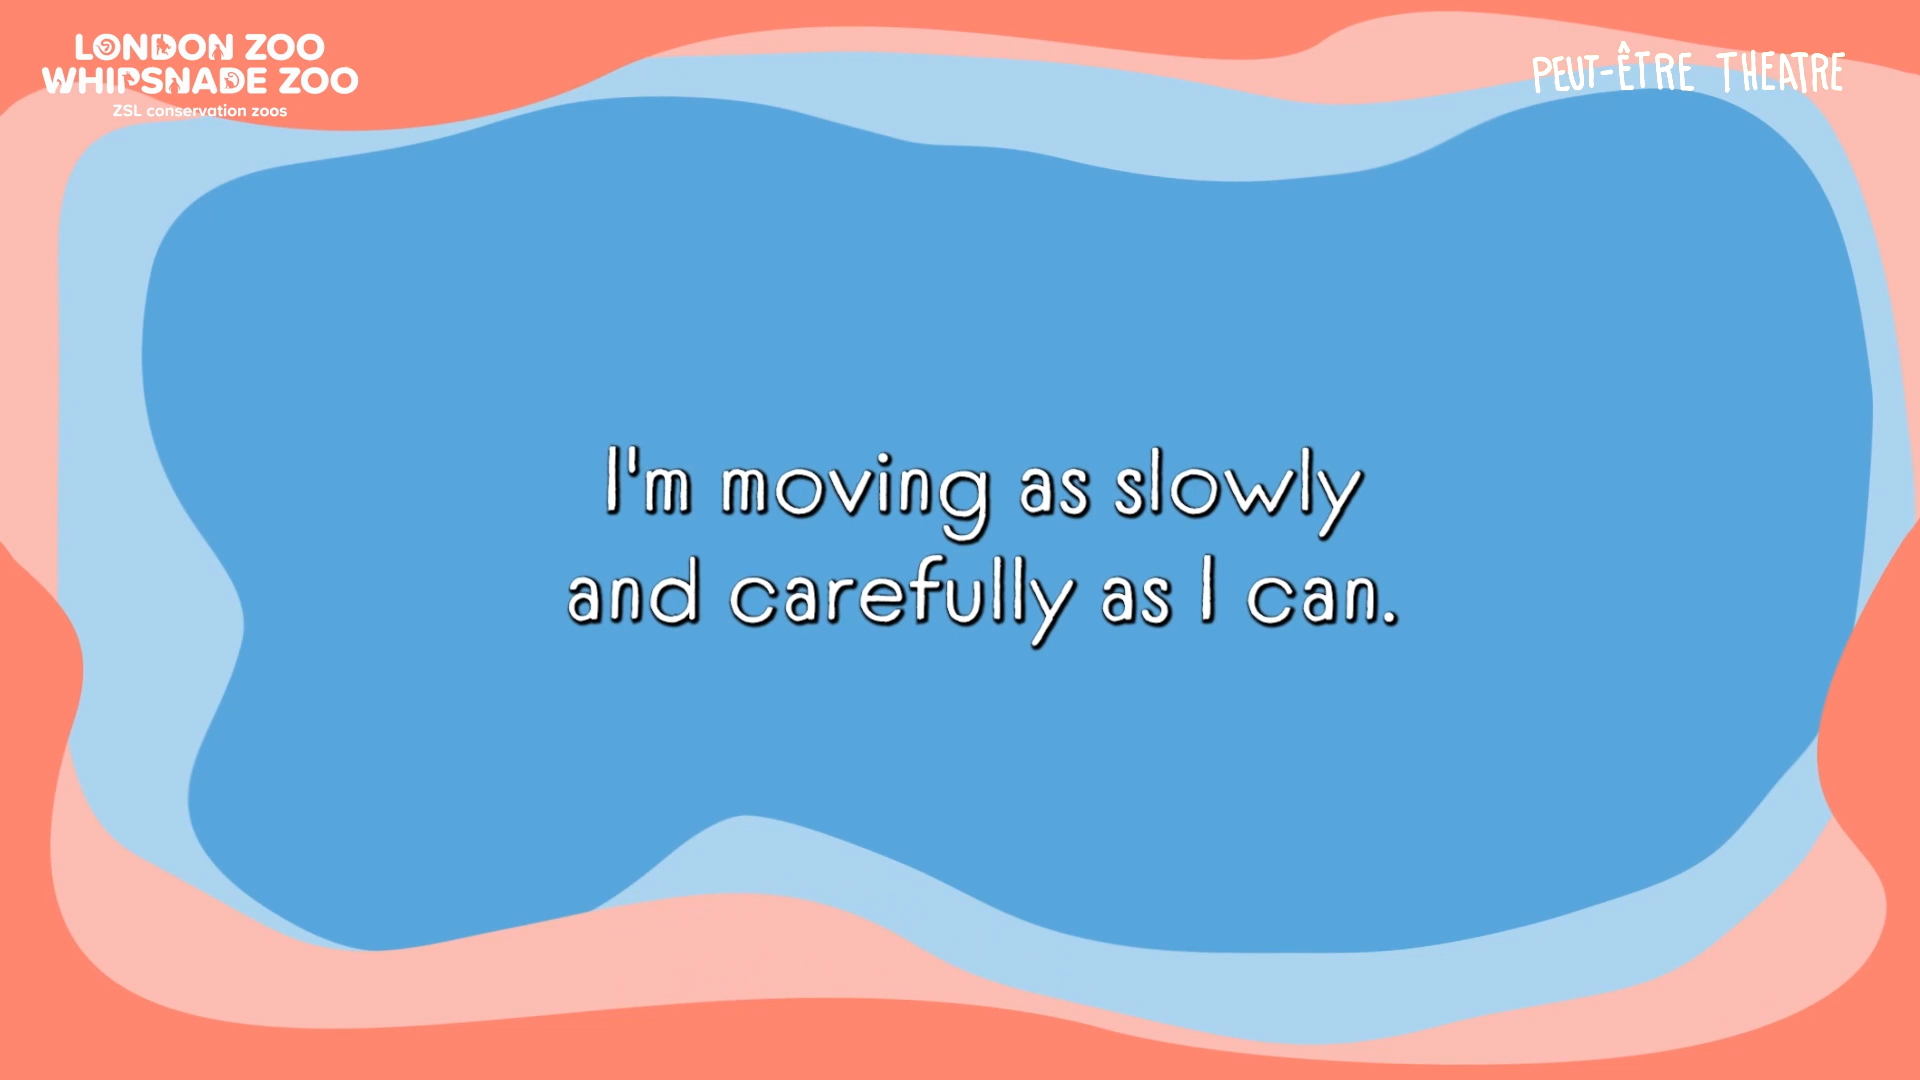 LONDON ZOO
WHIPSNADE ZOO
ZSL conservation zoos
PEUT-ÊTRE THEATRE
I'm moving as slowly
and carefully as I can.